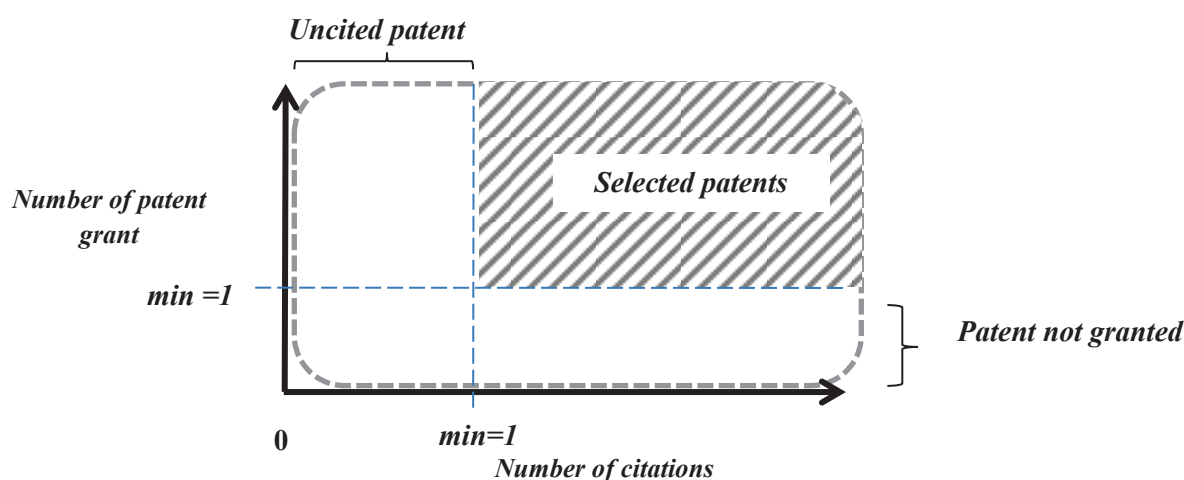 Uncited patent
Selected patents
Number of patent
grant
min =1
Patent not granted
0
min=1
Number of citations